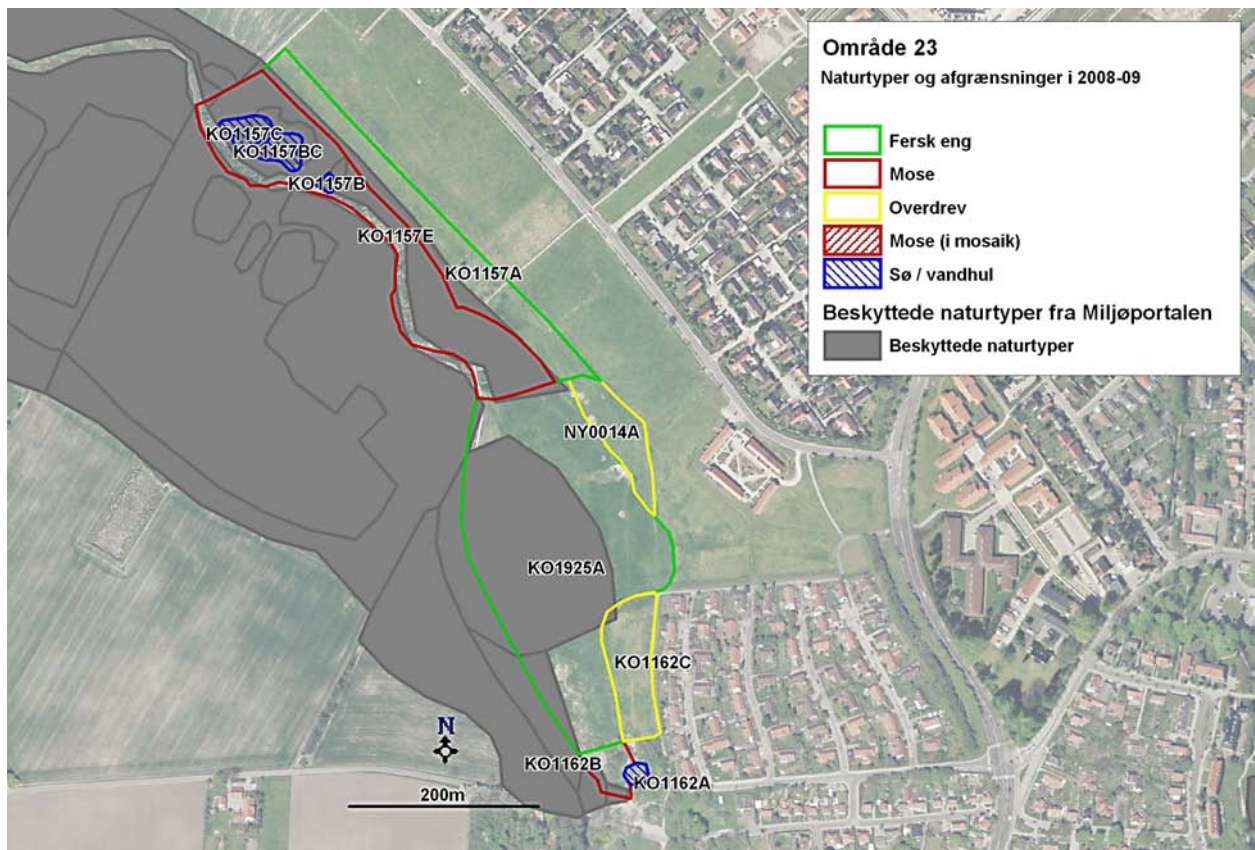 Område 23
Naturtyper og afgrænsninger i 2008-09
Fersk eng
Mose
Overdrev
Mose (i mosaik)
Sø / vandhul
Beskyttede naturtyper fra Miljøportalen
Beskyttede naturtyper
KO1157C
KO1157BC
KO1157B
KO1157E
KO1157A
NY0014A
KO1925A
KO1162C
N
KO1162B
KO1162A
200m